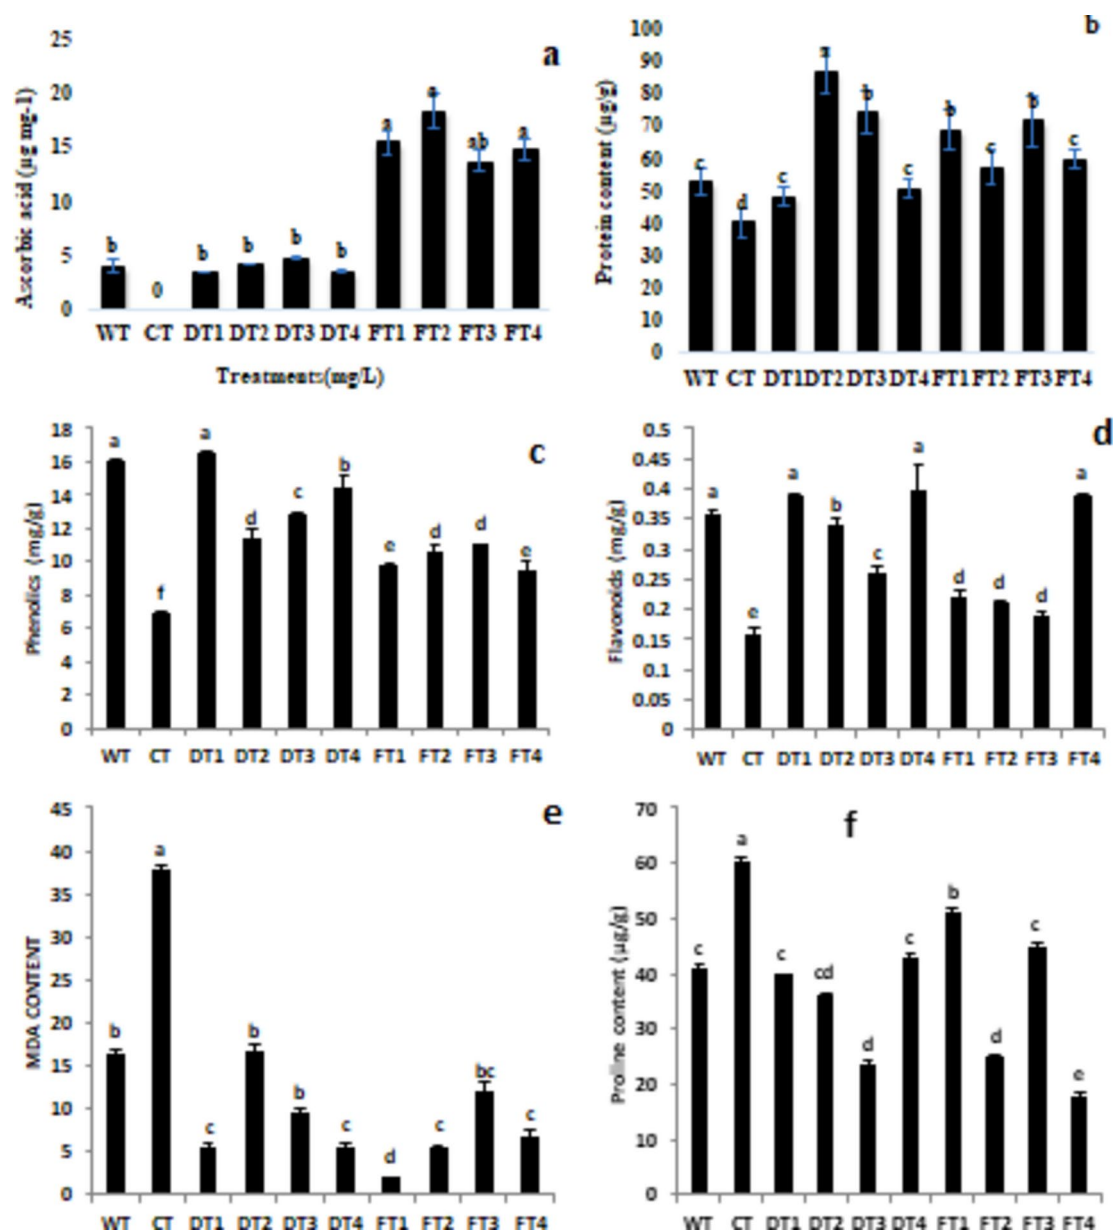 a
Ascorbic acid (µg mg-1)
25
20
15
10
5
0
b 0 b b b b a a ab a
WT CT DT1 DT2 DT3 DT4 FT1 FT2 FT3 FT4
Treatments(mg/L)
b
Protein content (µg/g)
100
90
80
70
60
50
40
30
20
10
0
c d c a b c b c b c
WT CT DT1 DT2 DT3 DT4 FT1 FT2 FT3 FT4
c
Phenolics (mg/g)
18
16
14
12
10
8
6
4
2
0
a f a d c b e d d e
WT CT DT1 DT2 DT3 DT4 FT1 FT2 FT3 FT4
d
Flavonoids (mg/g)
0.5
0.45
0.4
0.35
0.3
0.25
0.2
0.15
0.1
0.05
0
a e a b c a d d d a
WT CT DT1 DT2 DT3 DT4 FT1 FT2 FT3 FT4
e
MDA CONTENT
45
40
35
30
25
20
15
10
5
0
b a c b b c d c bc c
WT CT DT1 DT2 DT3 DT4 FT1 FT2 FT3 FT4
f
Proline content (µg/g)
70
60
50
40
30
20
10
0
c a c cd d c b d c e
WT CT DT1 DT2 DT3 DT4 FT1 FT2 FT3 FT4